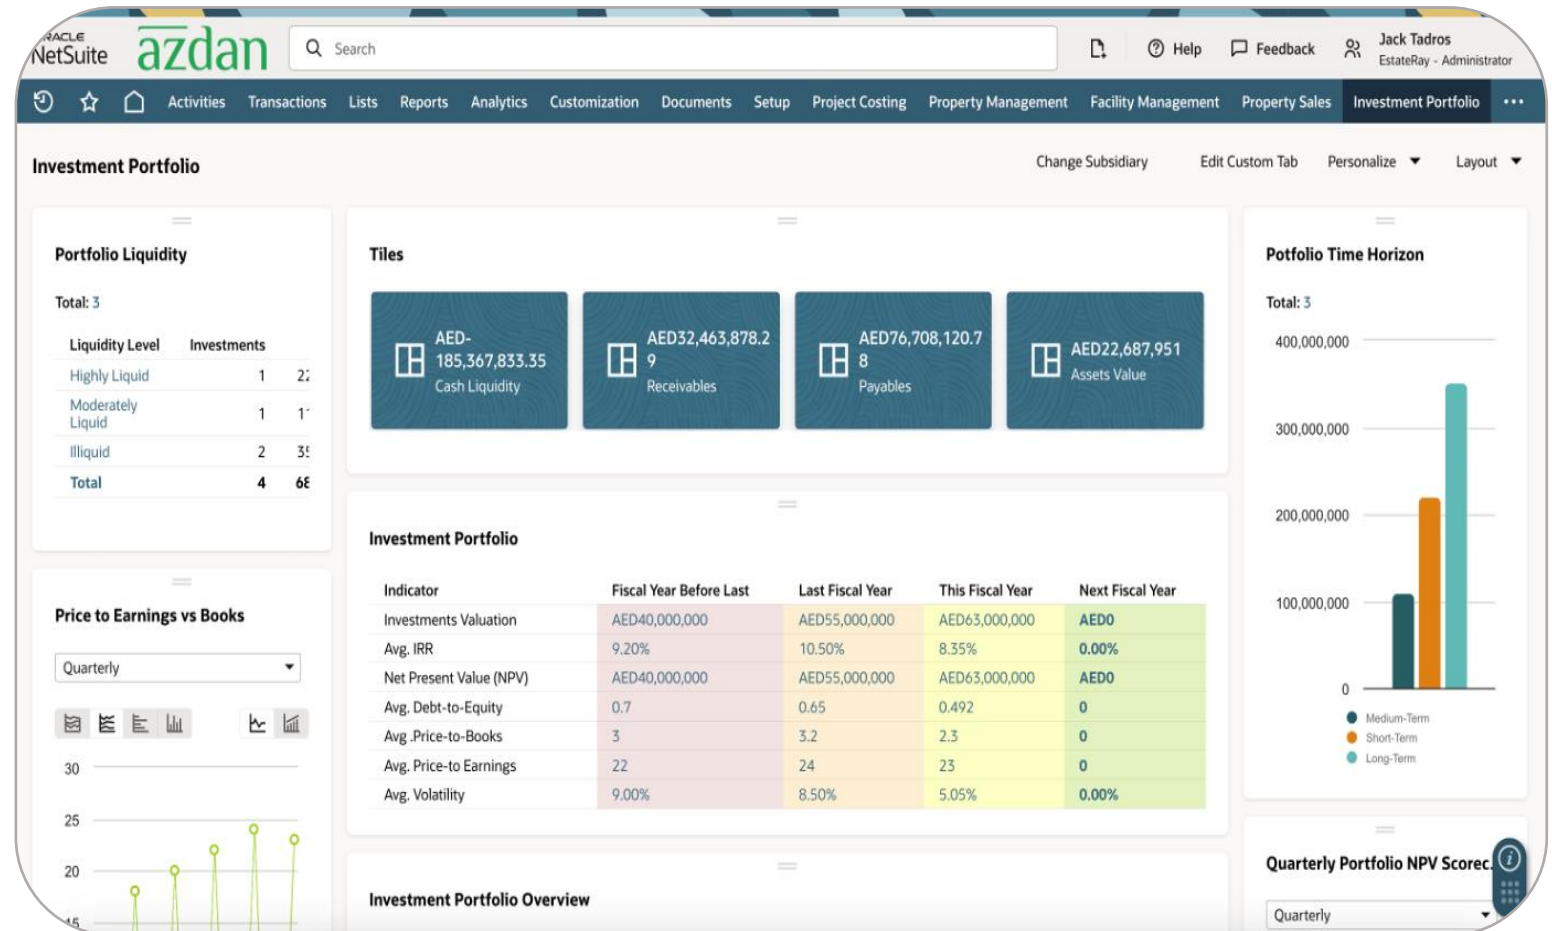 ORACLE
NetSuite
azdan
Search
Help
Feedback
Jack Tadros
EstateRay - Administrator
Activities
Transactions
Lists
Reports
Analytics
Customization
Documents
Setup
Project Costing
Property Management
Facility Management
Property Sales
Investment Portfolio
Investment Portfolio
Change Subsidiary
Edit Custom Tab
Personalize
Layout
Portfolio Liquidity
Total: 3
Liquidity Level Investments
Highly Liquid 1
Moderately
Liquid 1
Illiquid 2
Total 4
Price to Earnings vs Books
Quarterly
30
25
20
15
Tiles
AED-
185,367,833.35
Cash Liquidity
AED32,463,878.2
9
Receivables
AED76,708,120.7
8
Payables
AED22,687,951
Assets Value
Investment Portfolio
Indicator Fiscal Year Before Last Last Fiscal Year This Fiscal Year Next Fiscal Year
Investments Valuation AED40,000,000 AED55,000,000 AED63,000,000 AED0
Avg. IRR 9.20% 10.50% 8.35% 0.00%
Net Present Value (NPV) AED40,000,000 AED55,000,000 AED63,000,000 AED0
Avg. Debt-to-Equity 0.7 0.65 0.492 0
Avg .Price-to-Books 3 3.2 2.3 0
Avg. Price-to Earnings 22 24 23 0
Avg. Volatility 9.00% 8.50% 5.05% 0.00%
Investment Portfolio Overview
Potfolio Time Horizon
Total: 3
400,000,000
300,000,000
200,000,000
100,000,000
0
Medium-Term
Short-Term
Long-Term
Quarterly Portfolio NPV Scorec.
Quarterly